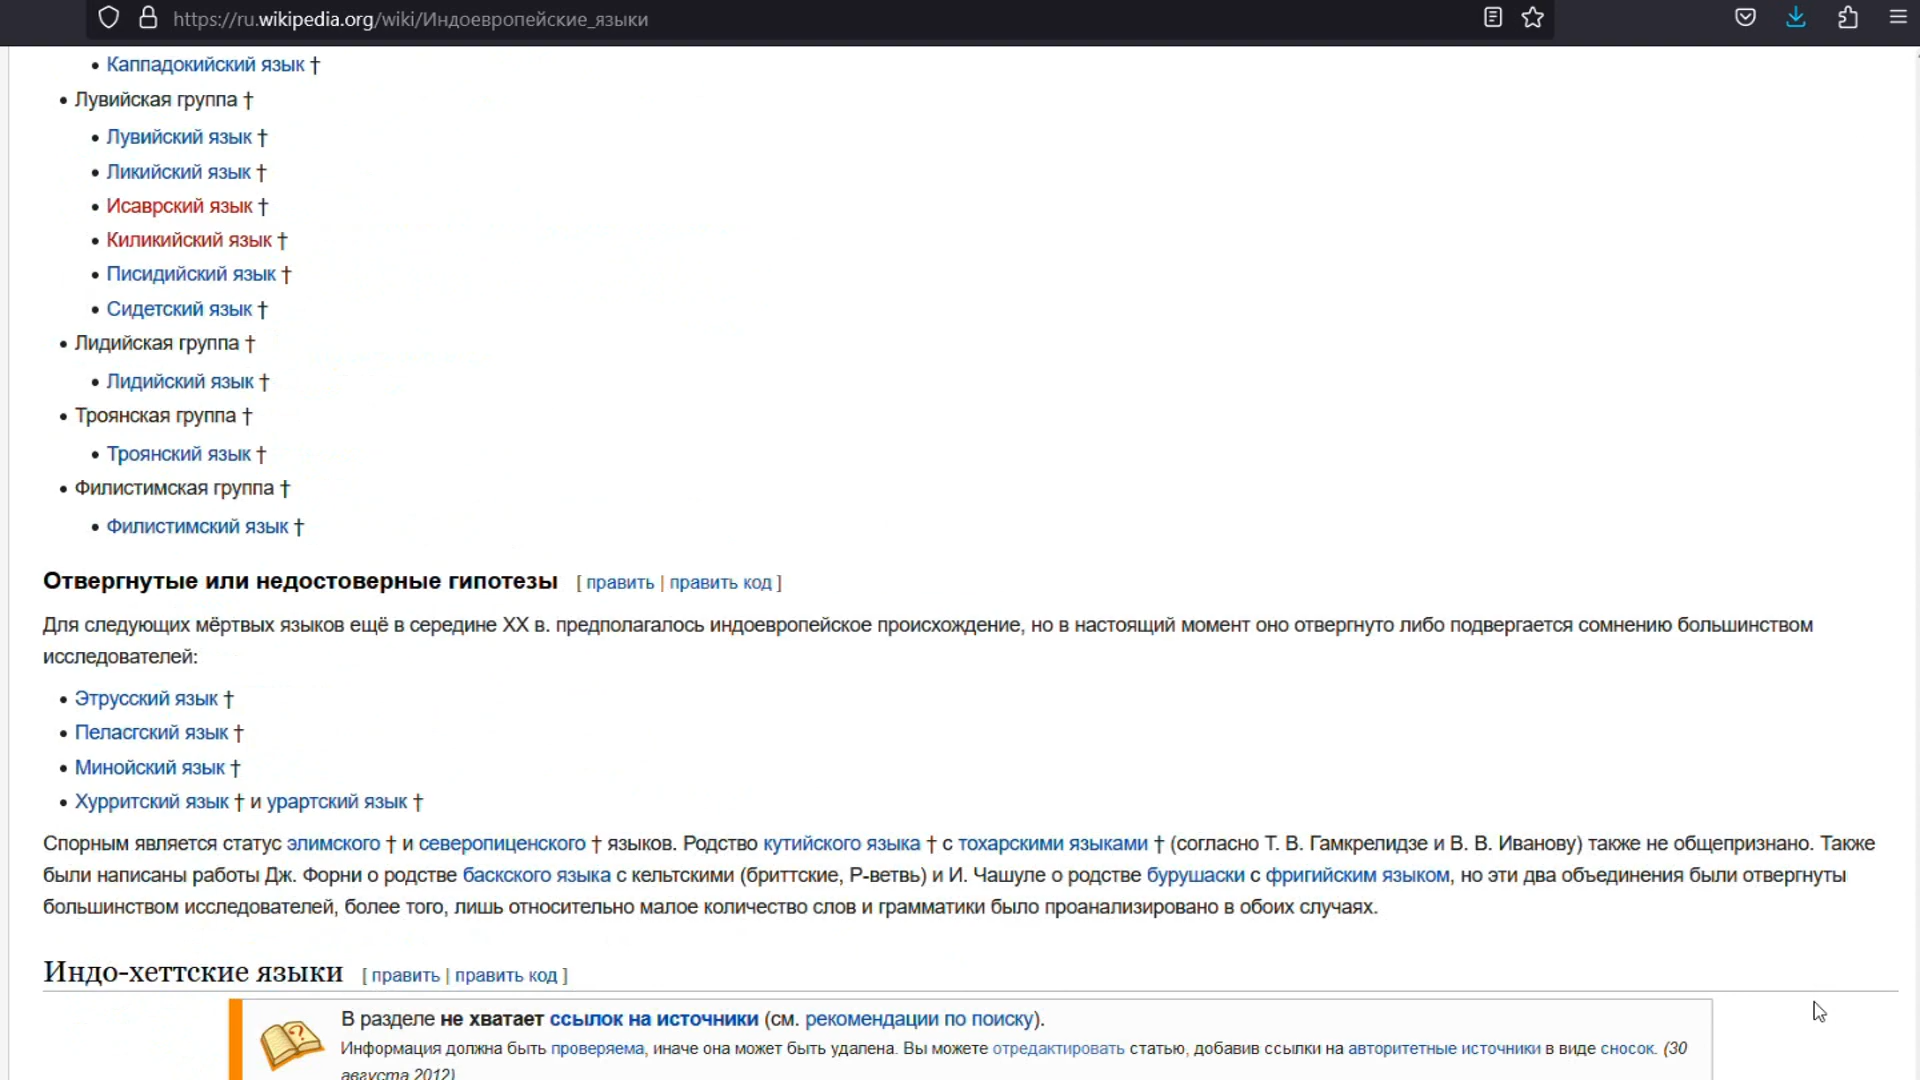 https://ru.wikipedia.org/wiki/Индоевропейские_языки
• Каппадокийский язык †
• Лувийская группа †
• Лувийский язык †
• Ликийский язык †
• Исаврский язык †
• Киликийский язык †
• Писидийский язык †
• Сидетский язык †
• Лидийская группа †
• Лидийский язык †
• Троянская группа †
• Троянский язык †
• Филистимская группа †
• Филистимский язык †
Отвергнутые или недостоверные гипотезы [ править | править код ]
Для следующих мёртвых языков ещё в середине XX в. предполагалось индоевропейское происхождение, но в настоящий момент оно отвергнуто либо подвергается сомнению большинством
исследователей:
• Этрусский язык †
• Пеласгский язык †
• Минойский язык †
• Хурритский язык † и урартский язык †
Спорным является статус элимского † и северопиценского † языков. Родство кутийского языка † с тохарскими языками † (согласно Т. В. Гамкрелидзе и В. В. Иванову) также не общепризнано. Также
были написаны работы Дж. Форни о родстве баскского языка с кельтскими (бриттские, P-ветвь) и И. Чашуле о родстве бурушаски с фригийским языком, но эти два объединения были отвергнуты
большинством исследователей, более того, лишь относительно малое количество слов и грамматики было проанализировано в обоих случаях.
Индо-хеттские языки [ править | править код ]
В разделе не хватает ссылок на источники (см. рекомендации по поиску).
Информация должна быть проверяема, иначе она может быть удалена. Вы можете отредактировать статью, добавив ссылки на авторитетные источники в виде сносок. (30
августа 2012)